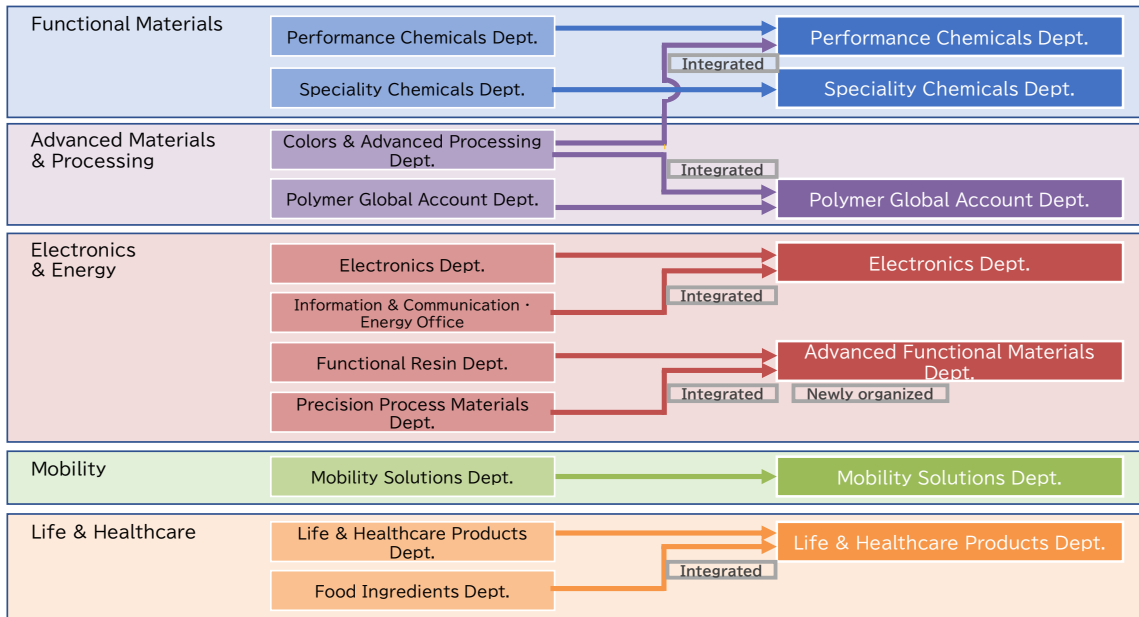 Functional Materials
Performance Chemicals Dept.
Performance Chemicals Dept.
Integrated
Speciality Chemicals Dept.
Speciality Chemicals Dept.
Advanced Materials
& Processing
Colors & Advanced Processing
Dept.
Integrated
Polymer Global Account Dept.
Polymer Global Account Dept.
Electronics
& Energy
Electronics Dept.
Electronics Dept.
Information & Communication・
Energy Office
Integrated
Functional Resin Dept.
Advanced Functional Materials
Dept.
Integrated
Newly organized
Precision Process Materials
Dept.
Mobility
Mobility Solutions Dept.
Mobility Solutions Dept.
Life & Healthcare
Life & Healthcare Products
Dept.
Life & Healthcare Products Dept.
Integrated
Food Ingredients Dept.